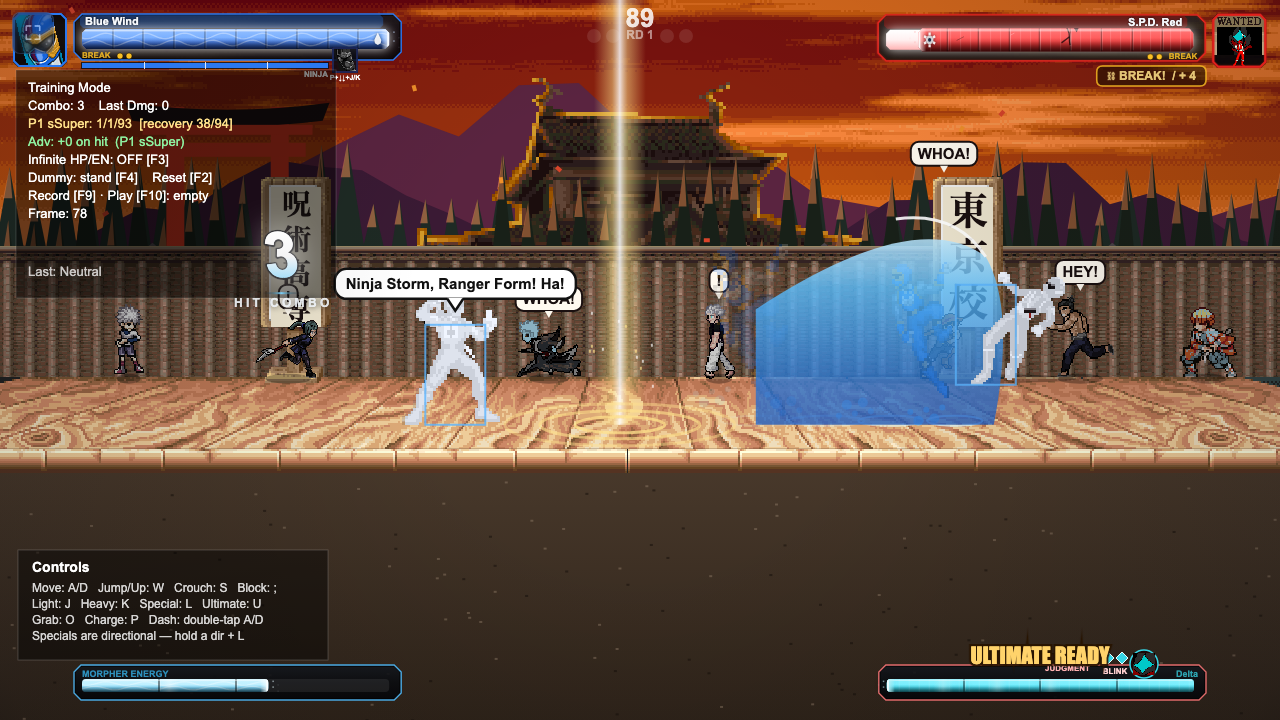 Blue Wind
89
S.P.D. Red
WANTED
RD 1
BREAK
BREAK
NINJA
P+↓↓+J/K
BREAK! / + 4
Training Mode
Combo: 3 Last Dmg: 0
P1 sSuper: 1/1/93 [recovery 38/94]
Adv: +0 on hit (P1 sSuper)
Infinite HP/EN: OFF [F3]
Dummy: stand [F4] Reset [F2]
Record [F9] · Play [F10]: empty
Frame: 78
Last: Neutral
呪術高専
3
HIT COMBO
WHOA!
東京校
Ninja Storm, Ranger Form! Ha!
WHOA!
!
HEY!
Controls
Move: A/D Jump/Up: W Crouch: S Block: ;
Light: J Heavy: K Special: L Ultimate: U
Grab: O Charge: P Dash: double-tap A/D
Specials are directional — hold a dir + L
ULTIMATE READY
JUDGMENT
BLINK
MORPHER ENERGY
Delta